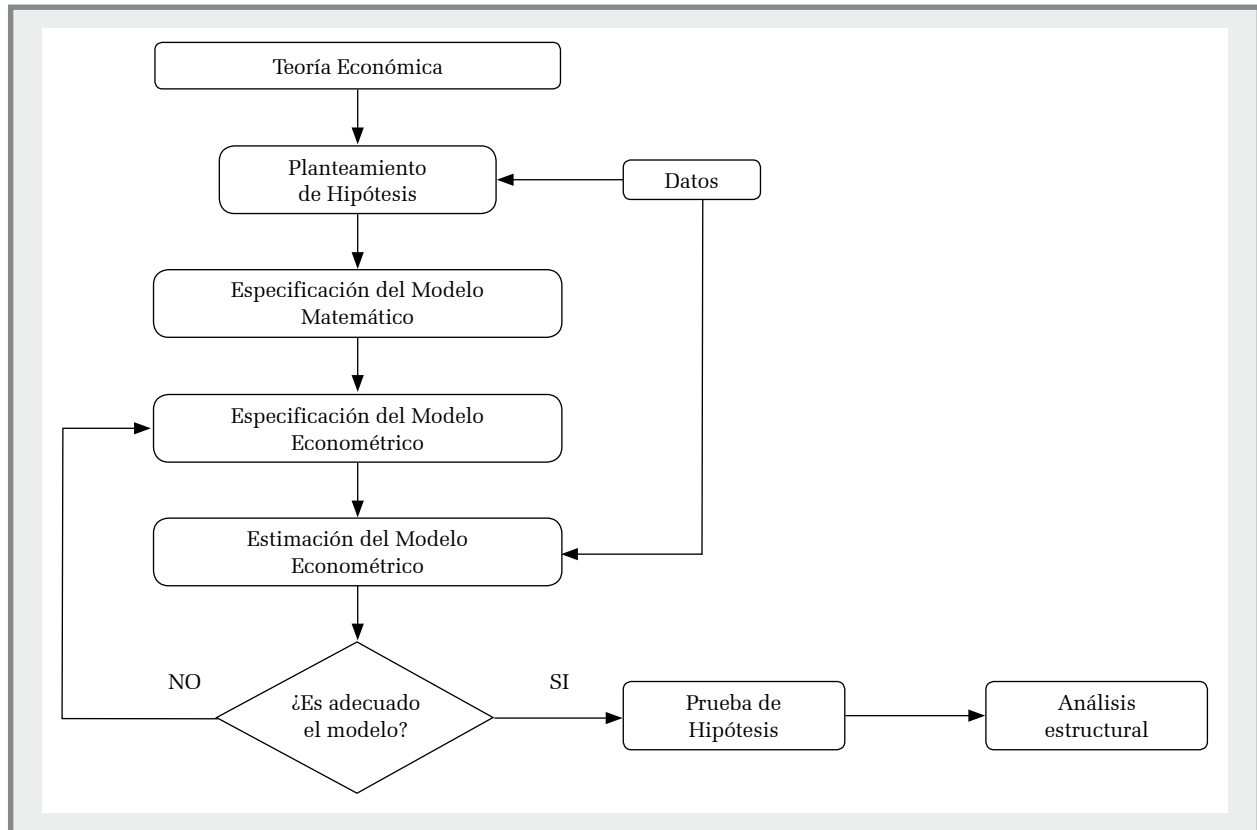 Teoría Económica
Planteamiento
de Hipótesis
Datos
Especificación del Modelo
Matemático
Especificación del Modelo
Econométrico
Estimación del Modelo
Econométrico
NO
¿Es adecuado
el modelo?
SI
Prueba de
Hipótesis
Análisis
estructural